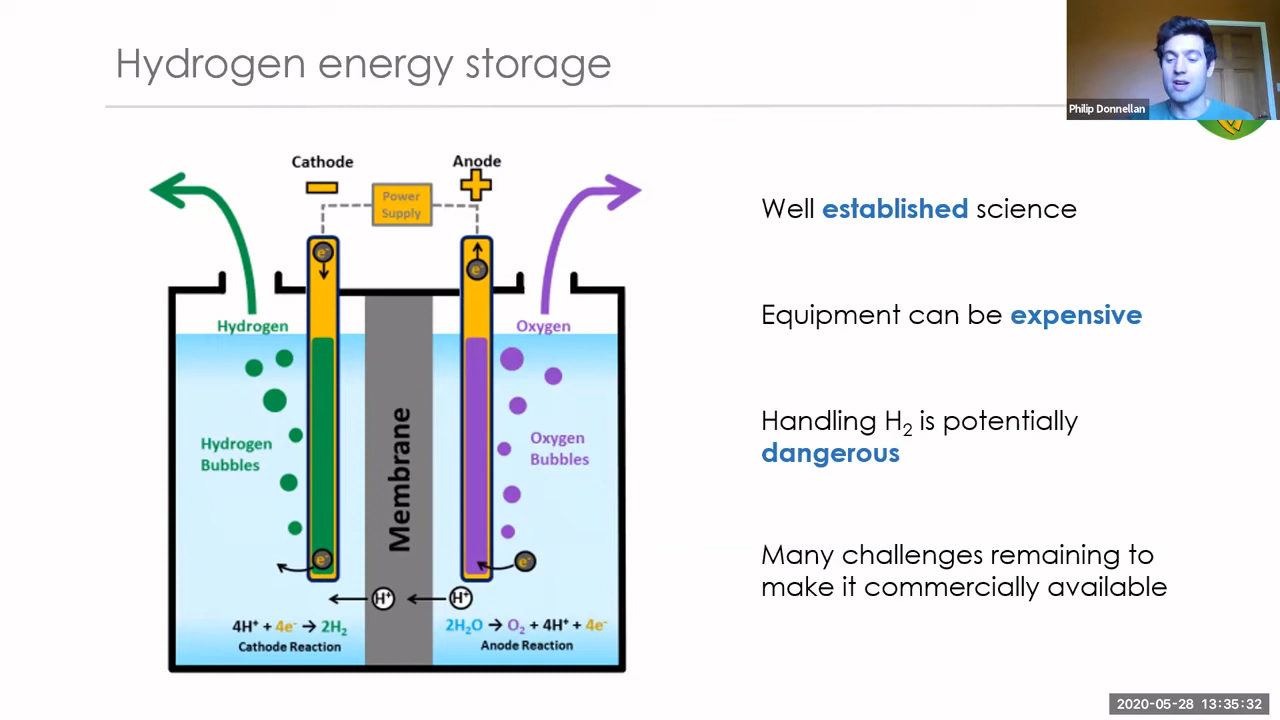 Hydrogen energy storage
Philip Donnellan
Cathode
Anode
Power
Supply
e⁻
e⁻
Hydrogen
Oxygen
Hydrogen
Bubbles
Membrane
Oxygen
Bubbles
e⁻
e⁻
H⁺
H⁺
4H⁺ + 4e⁻ → 2H₂
Cathode Reaction
2H₂O → O₂ + 4H⁺ + 4e⁻
Anode Reaction
Well established science
Equipment can be expensive
Handling H₂ is potentially
dangerous
Many challenges remaining to
make it commercially available
2020-05-28 13:35:32